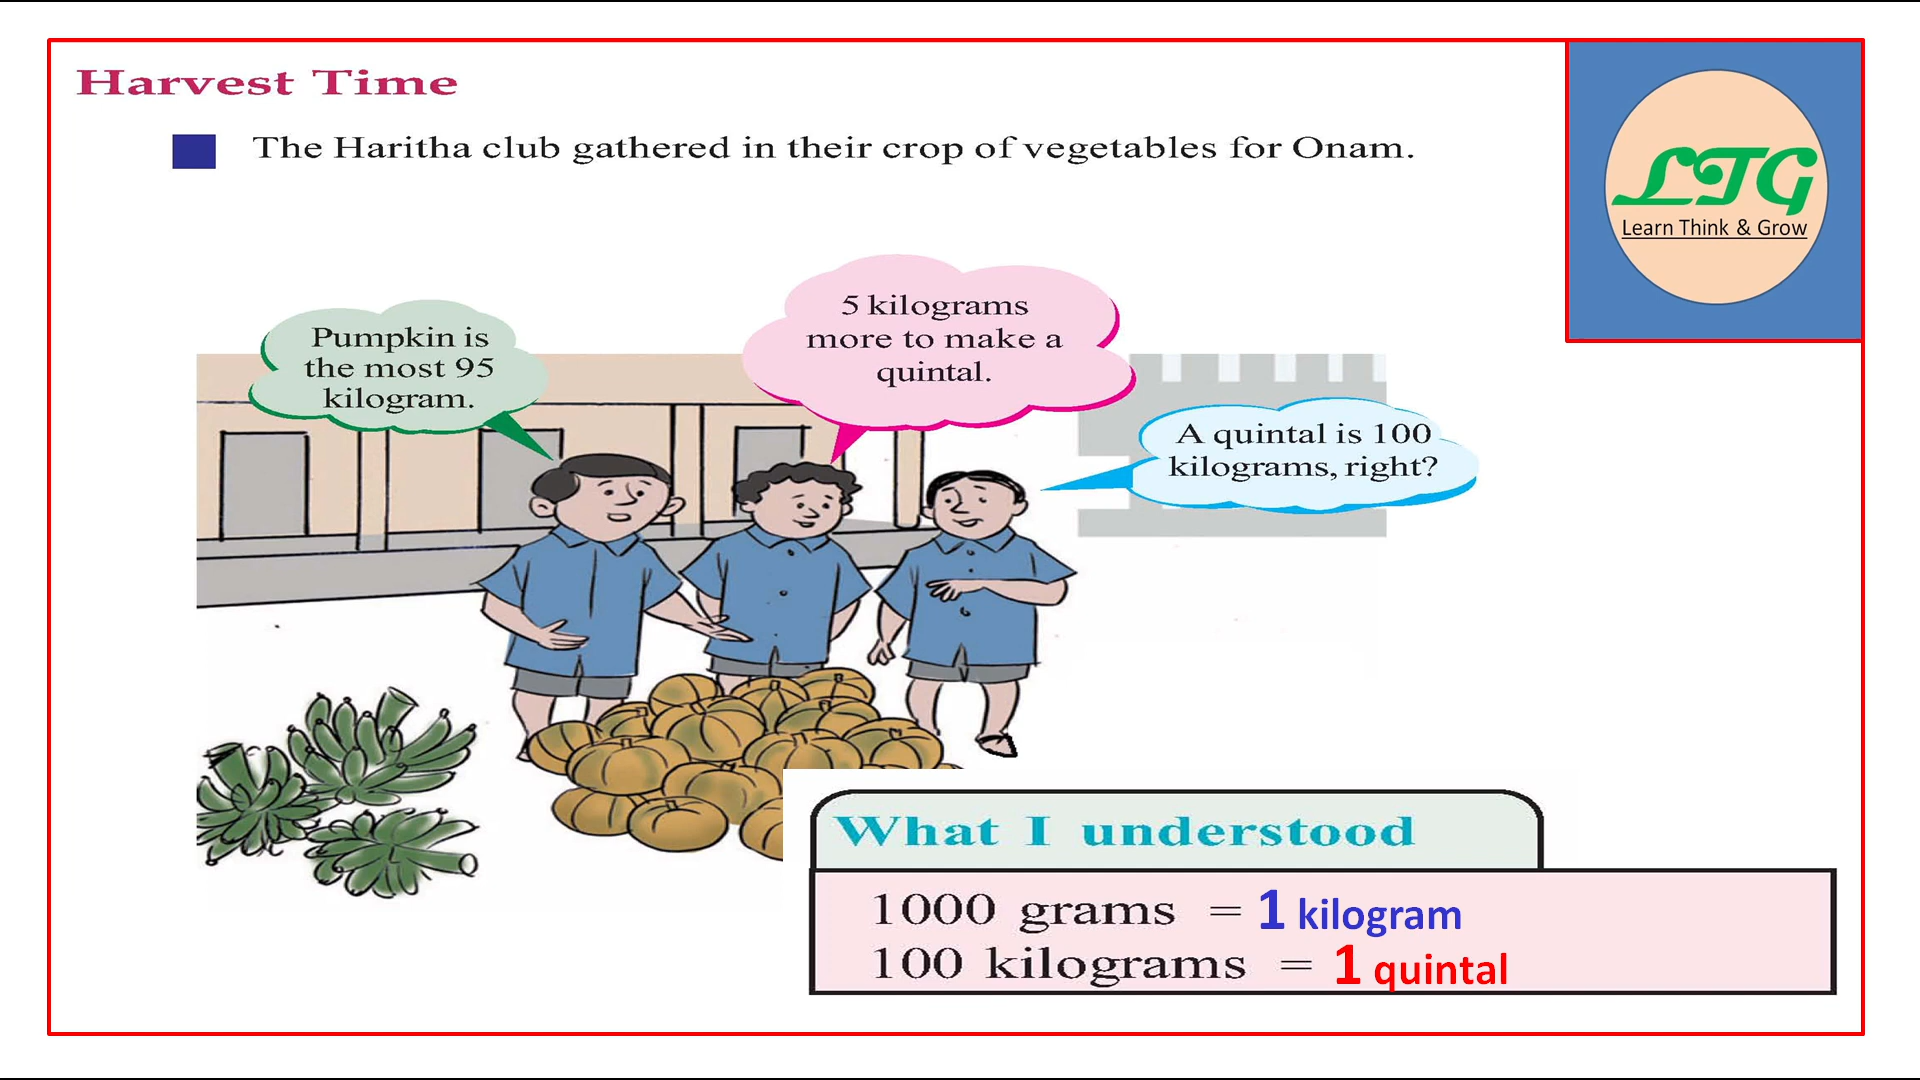 Harvest Time
The Haritha club gathered in their crop of vegetables for Onam.
LTG
Learn Think & Grow
Pumpkin is
the most 95
kilogram.
5 kilograms
more to make a
quintal.
A quintal is 100
kilograms, right?
What I understood
1000 grams = 1 kilogram
100 kilograms = 1 quintal